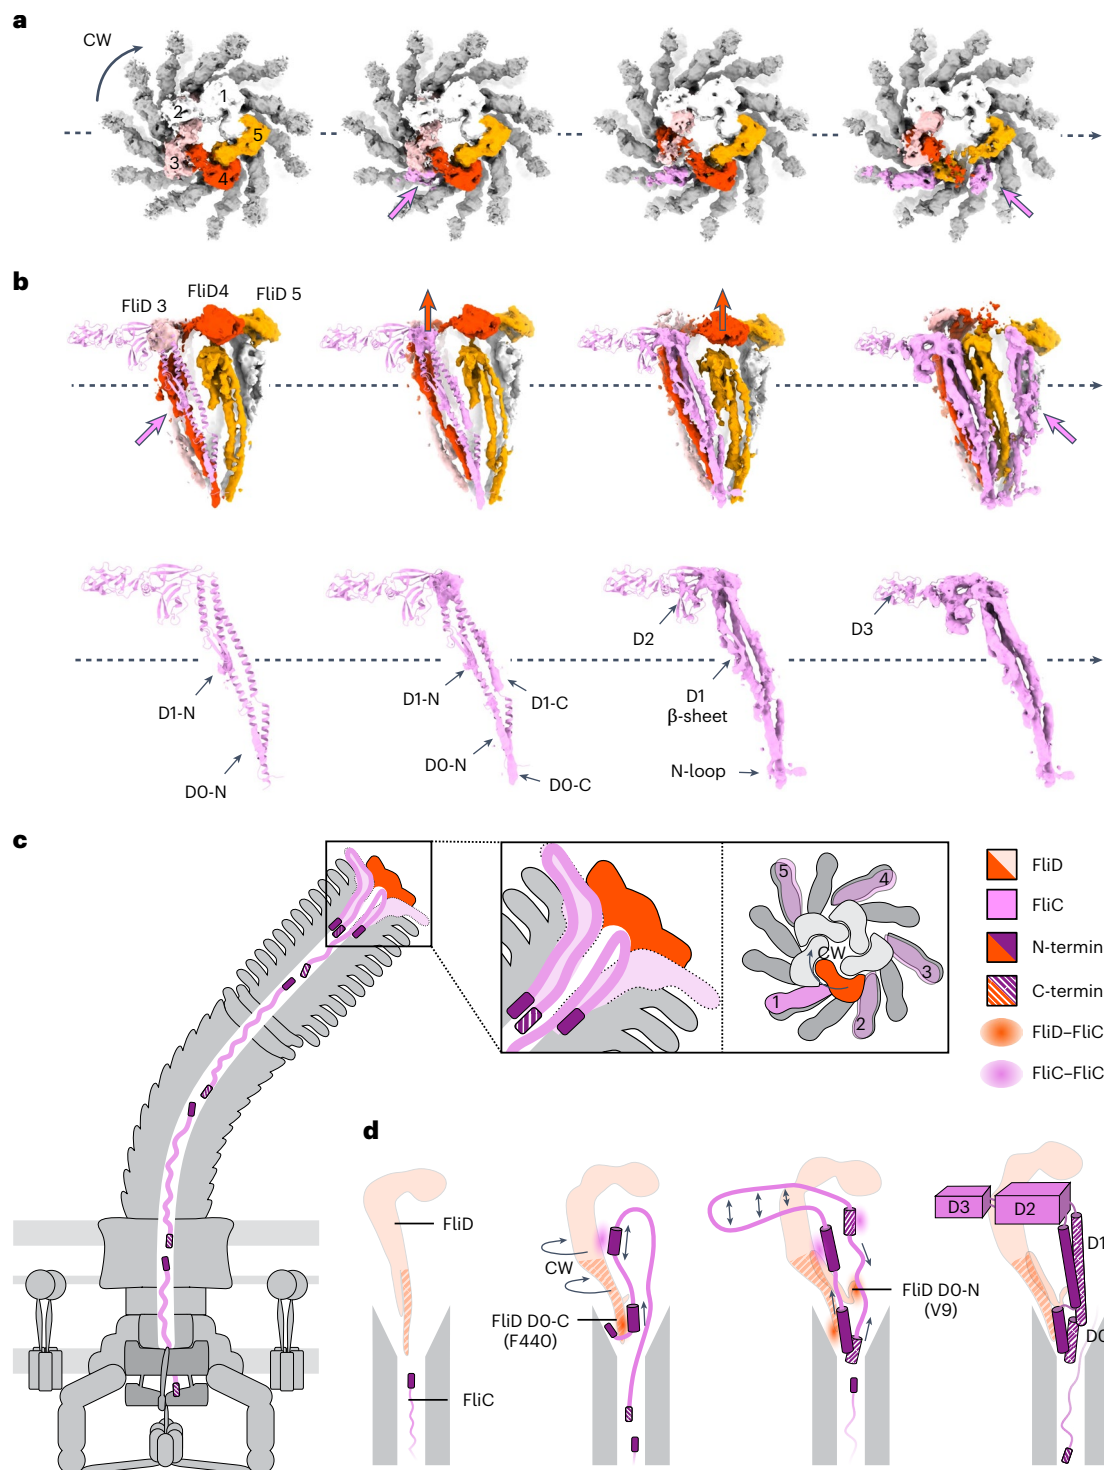 a
CW
1
2
3
4
5
b
FliD 3
FliD4
FliD 5
D1-N
D0-N
D1-N
D1-C
D0-N
D0-C
D2
D1
β-sheet
N-loop
D3
c
5
4
CW
3
1
2
FliD
FliC
N-termin
C-termin
FliD–FliC
FliC–FliC
d
FliD
FliC
CW
FliD D0-C
(F440)
FliD D0-N
(V9)
D3
D2
D1
D0